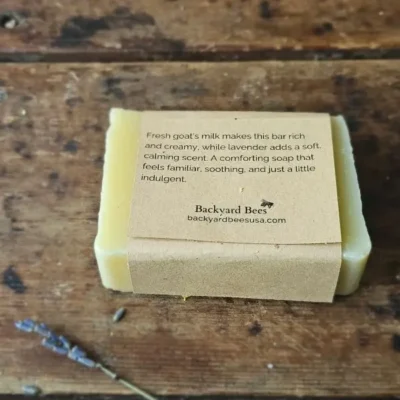 Fresh goat's milk makes this bar rich
and creamy, while lavender adds a soft,
calming scent. A comforting soap that
feels familiar, soothing, and just a little
indulgent.
Backyard Bees
backyardbeesusa.com